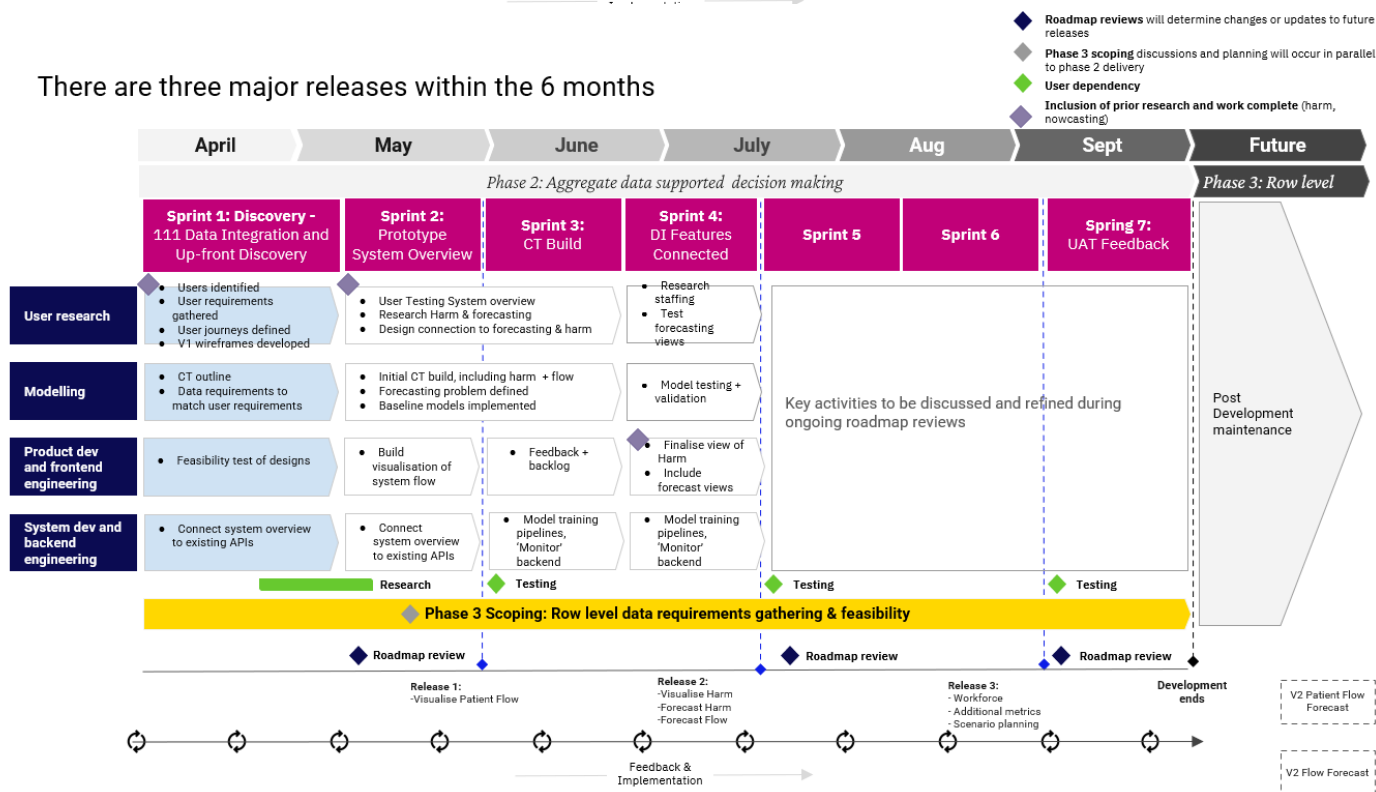 There are three major releases within the 6 months
Roadmap reviews will determine changes or updates to future
releases
Phase 3 scoping discussions and planning will occur in parallel
to phase 2 delivery
User dependency
Inclusion of prior research and work complete (harm,
nowcasting)
April
May
June
July
Aug
Sept
Future
Phase 2: Aggregate data supported decision making
Phase 3: Row level
Sprint 1: Discovery -
111 Data Integration and
Up-front Discovery
Sprint 2:
Prototype
System Overview
Sprint 3:
CT Build
Sprint 4:
DI Features
Connected
Sprint 5
Sprint 6
Spring 7:
UAT Feedback
User research
● Users identified
● User requirements
gathered
● User journeys defined
● V1 wireframes developed
● User Testing System overview
● Research Harm & forecasting
● Design connection to forecasting & harm
● Research
staffing
● Test
forecasting
views
Modelling
● CT outline
● Data requirements to
match user requirements
● Initial CT build, including harm + flow
● Forecasting problem defined
● Baseline models implemented
● Model testing +
validation
Key activities to be discussed and refined during
ongoing roadmap reviews
Post
Development
maintenance
Product dev
and frontend
engineering
● Feasibility test of designs
● Build
visualisation of
system flow
● Feedback +
backlog
● Finalise view of
Harm
● Include
forecast views
System dev and
backend
engineering
● Connect system overview
to existing APIs
● Connect
system overview
to existing APIs
● Model training
pipelines,
'Monitor'
backend
● Model training
pipelines,
'Monitor'
backend
Research
Testing
Testing
Testing
Phase 3 Scoping: Row level data requirements gathering & feasibility
Roadmap review
Roadmap review
Roadmap review
Release 1:
-Visualise Patient Flow
Release 2:
-Visualise Harm
-Forecast Harm
-Forecast Flow
Release 3:
- Workforce
- Additional metrics
- Scenario planning
Development
ends
V2 Patient Flow
Forecast
Feedback &
Implementation
V2 Flow Forecast